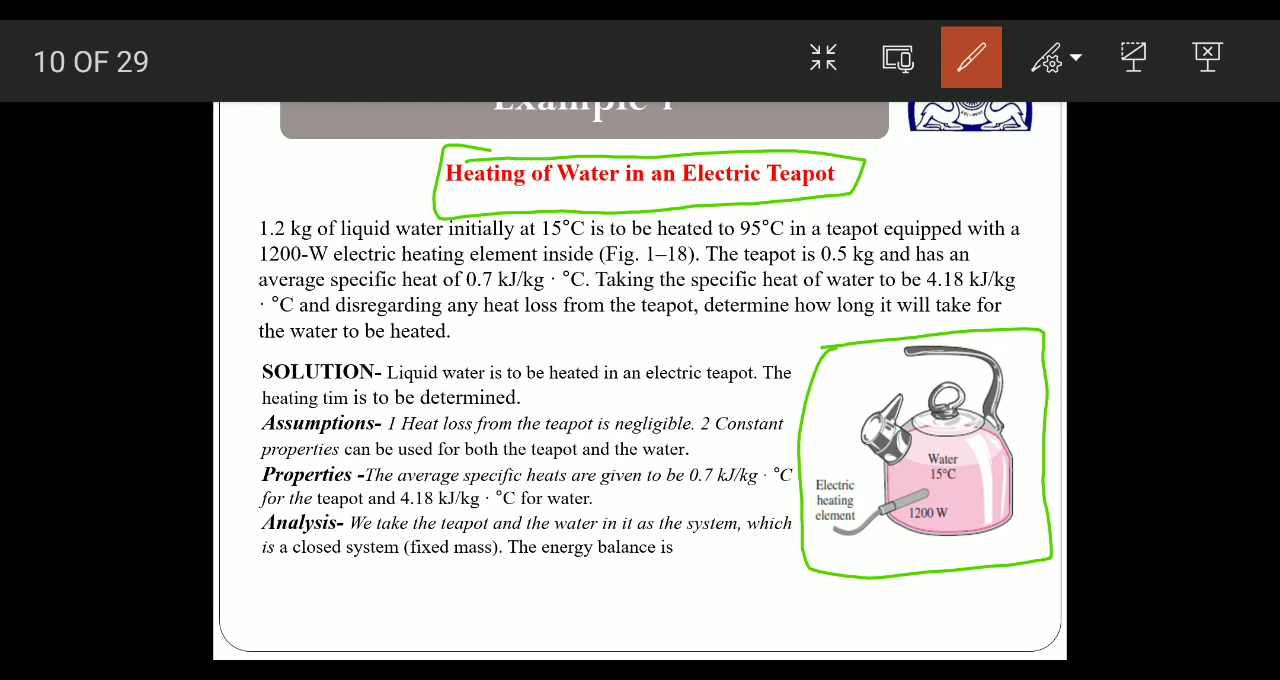 10 OF 29
Example 1
Heating of Water in an Electric Teapot
1.2 kg of liquid water initially at 15°C is to be heated to 95°C in a teapot equipped with a
1200-W electric heating element inside (Fig. 1–18). The teapot is 0.5 kg and has an
average specific heat of 0.7 kJ/kg · °C. Taking the specific heat of water to be 4.18 kJ/kg
· °C and disregarding any heat loss from the teapot, determine how long it will take for
the water to be heated.
SOLUTION- Liquid water is to be heated in an electric teapot. The
heating tim is to be determined.
Assumptions- 1 Heat loss from the teapot is negligible. 2 Constant
properties can be used for both the teapot and the water.
Properties -The average specific heats are given to be 0.7 kJ/kg · °C
for the teapot and 4.18 kJ/kg · °C for water.
Analysis- We take the teapot and the water in it as the system, which
is a closed system (fixed mass). The energy balance is
Water
15°C
Electric
heating
element
1200 W